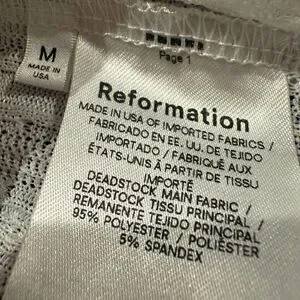 M
MADE IN
USA
Page 1
Reformation
MADE IN USA OF IMPORTED FABRICS /
FABRICADO EN EE. UU. DE TEJIDO
IMPORTADO / FABRIQUÉ AUX
ÉTATS-UNIS À PARTIR DE TISSU
IMPORTÉ
DEADSTOCK MAIN FABRIC /
DEADSTOCK TISSU PRINCIPAL /
REMANENTE TEJIDO PRINCIPAL
95% POLYESTER / POLIÉSTER
5% SPANDEX